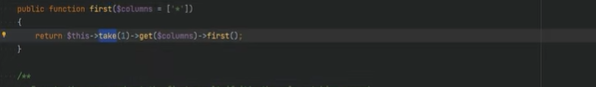 public function first($columns = ['*'])
{
return $this->take(1)->get($columns)->first();
}
/**